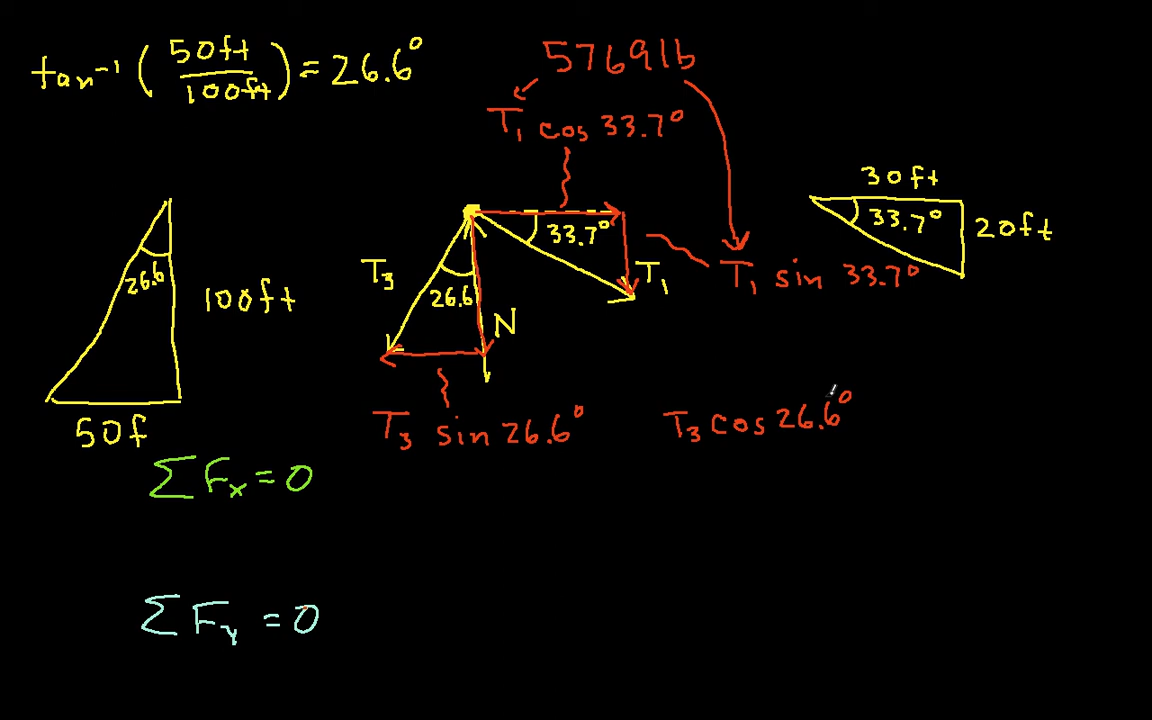 tan⁻¹ ( 50ft / 100ft ) = 26.6°
5769lb
T₁ cos 33.7°
30ft
33.7°
20ft
33.7°
T₁
T₁ sin 33.7°
T₃
26.6
26.6
100ft
N
50f
T₃ sin 26.6°
T₃ cos 26.6°
ΣFₓ = 0
ΣFᵧ = 0